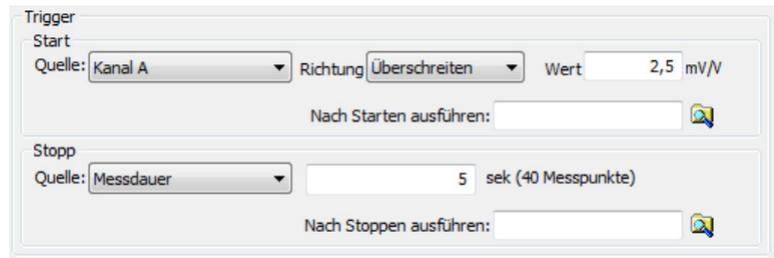 Trigger
Start
Quelle: Kanal A Richtung Überschreiten Wert 2,5 mV/V
Nach Starten ausführen:
Stopp
Quelle: Messdauer 5 sek (40 Messpunkte)
Nach Stoppen ausführen: